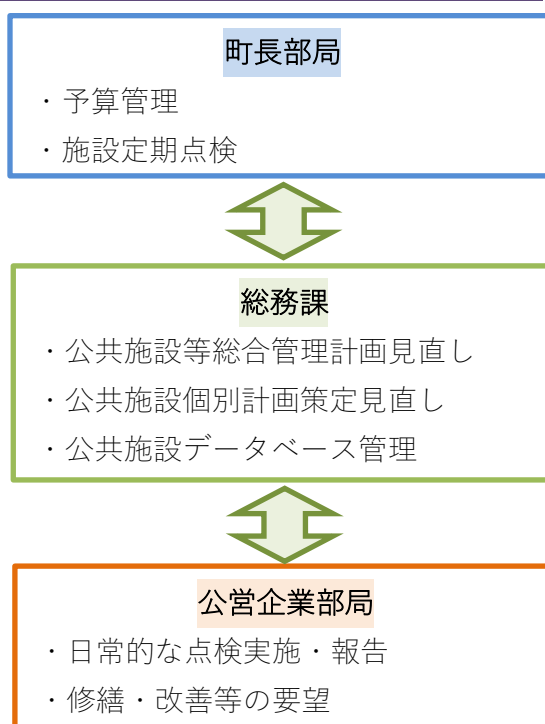 町長部局
・予算管理
・施設定期点検
総務課
・公共施設等総合管理計画見直し
・公共施設個別計画策定見直し
・公共施設データベース管理
公営企業部局
・日常的な点検実施・報告
・修繕・改善等の要望